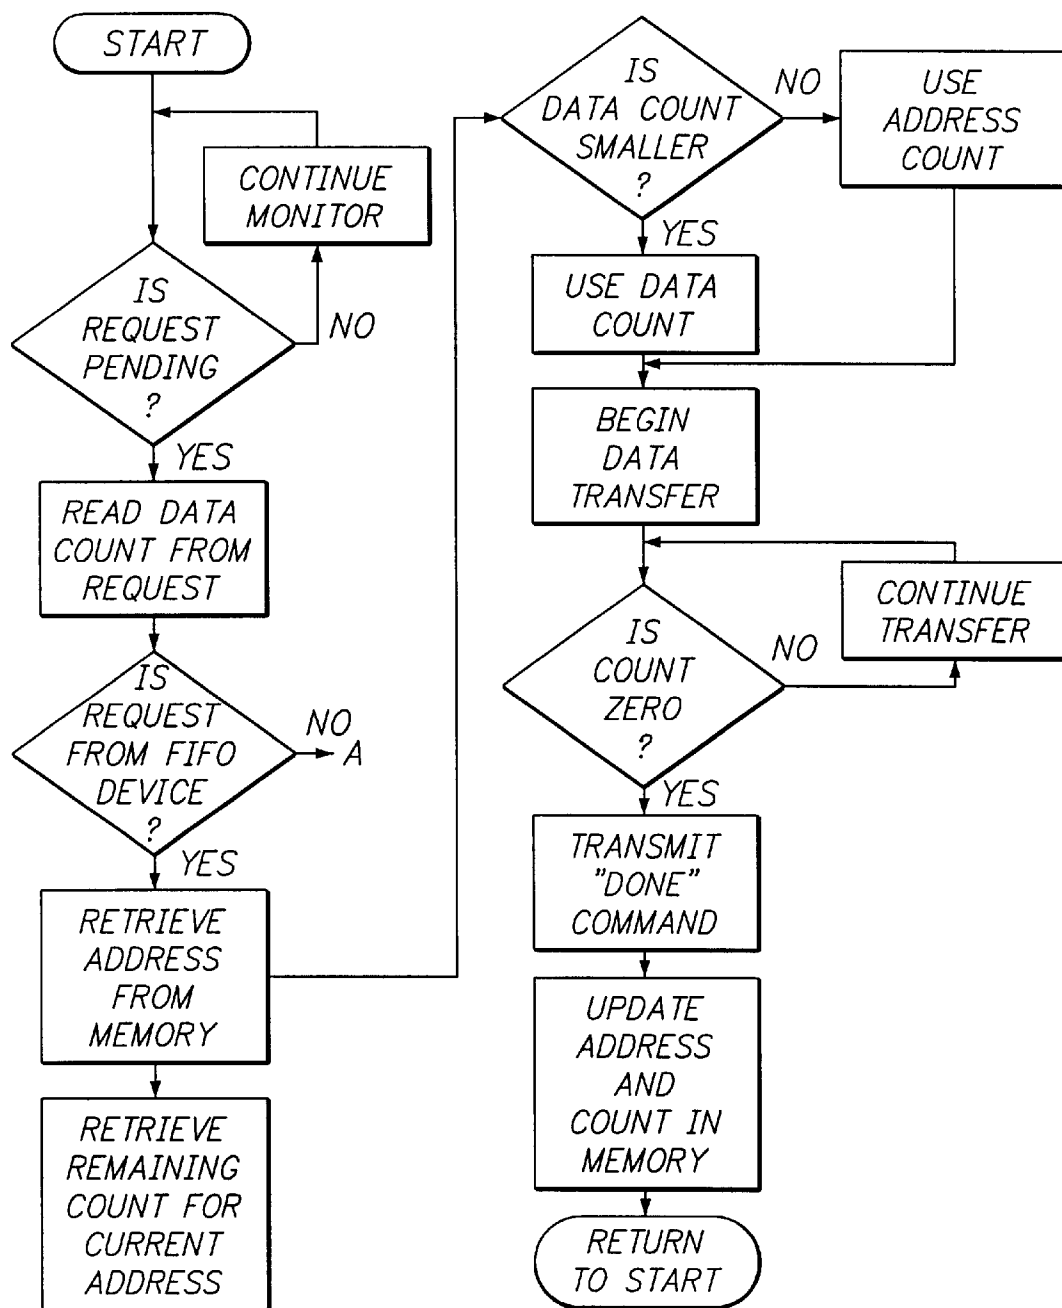 START
CONTINUE
MONITOR
IS
REQUEST
PENDING
?
NO
YES
READ DATA
COUNT FROM
REQUEST
IS
REQUEST
FROM FIFO
DEVICE
?
NO
A
YES
RETRIEVE
ADDRESS
FROM
MEMORY
RETRIEVE
REMAINING
COUNT FOR
CURRENT
ADDRESS
IS
DATA COUNT
SMALLER
?
NO
USE
ADDRESS
COUNT
YES
USE DATA
COUNT
BEGIN
DATA
TRANSFER
IS
COUNT
ZERO
?
NO
CONTINUE
TRANSFER
YES
TRANSMIT
"DONE"
COMMAND
UPDATE
ADDRESS
AND
COUNT IN
MEMORY
RETURN
TO START